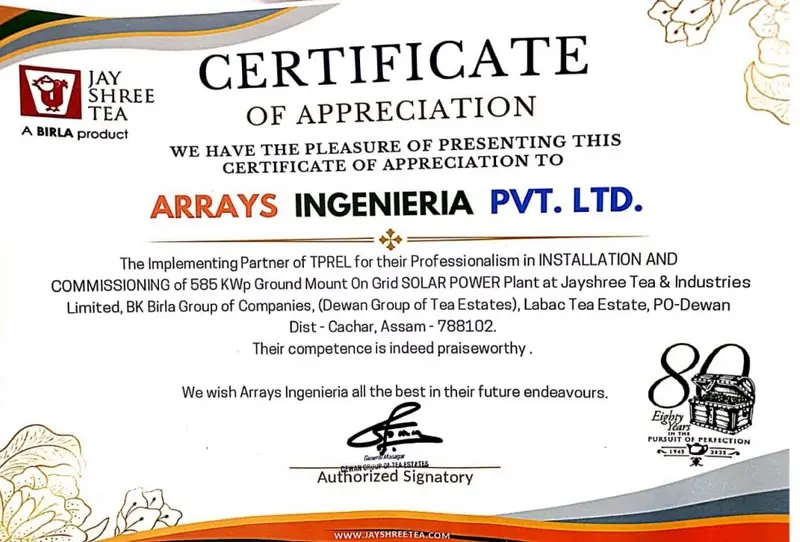 JAY
SHREE
TEA
A BIRLA product
CERTIFICATE
OF APPRECIATION
WE HAVE THE PLEASURE OF PRESENTING THIS
CERTIFICATE OF APPRECIATION TO
ARRAYS INGENIERIA PVT. LTD.
The Implementing Partner of TPREL for their Professionalism in INSTALLATION AND
COMMISSIONING of 585 KWp Ground Mount On Grid SOLAR POWER Plant at Jayshree Tea & Industries
Limited, BK Birla Group of Companies, (Dewan Group of Tea Estates), Labac Tea Estate, PO-Dewan
Dist - Cachar, Assam - 788102.
Their competence is indeed praiseworthy .
We wish Arrays Ingenieria all the best in their future endeavours.
General Manager
DEWAN GROUP OF TEA ESTATES
Authorized Signatory
80
Eighty
Years
IN THE
PURSUIT OF PERFECTION
1945 2025
WWW.JAYSHREETEA.COM